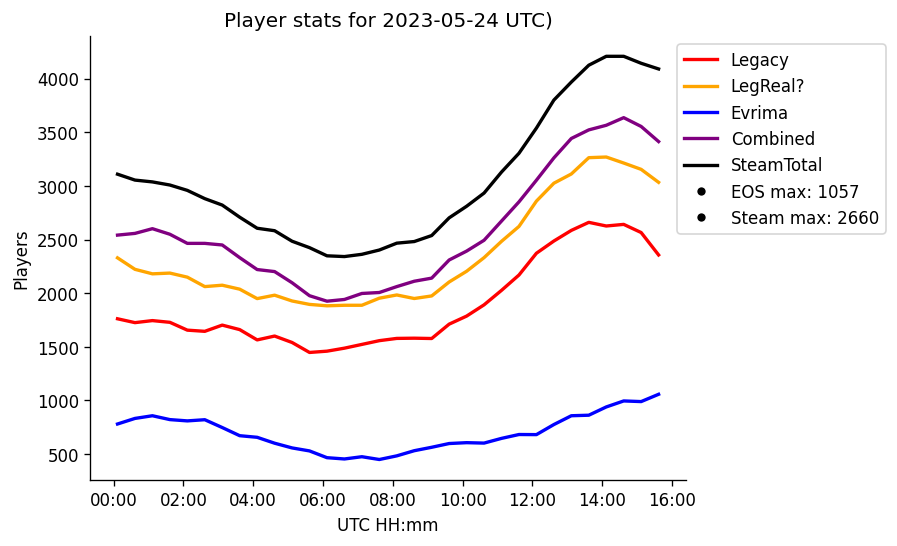 Player stats for 2023-05-24 UTC)
Legacy
LegReal?
Evrima
Combined
SteamTotal
EOS max: 1057
Steam max: 2660
Players
4000
3500
3000
2500
2000
1500
1000
500
00:00 02:00 04:00 06:00 08:00 10:00 12:00 14:00 16:00
UTC HH:mm